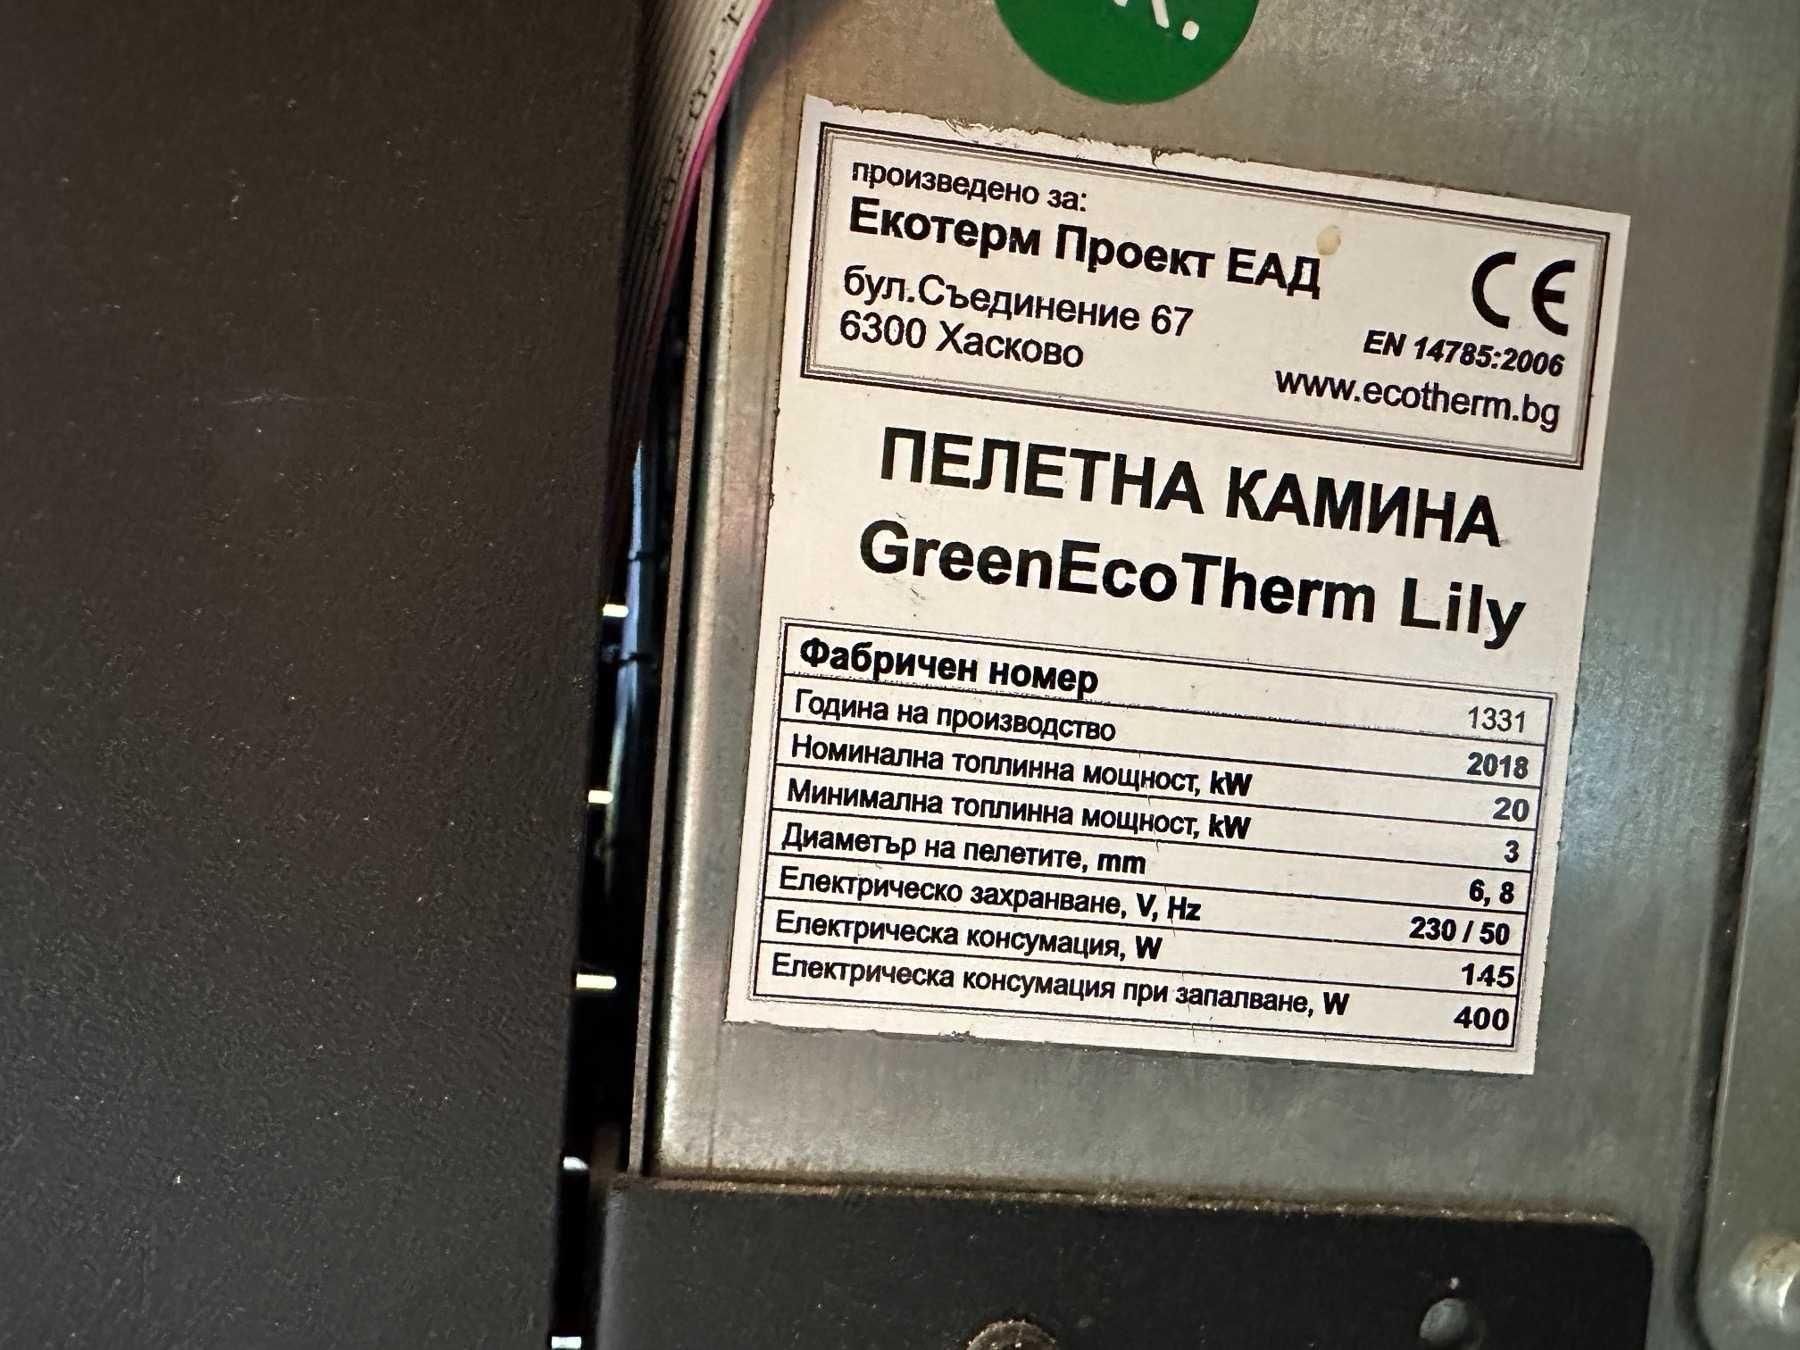 произведено за:
Екотерм Проект ЕАД
бул.Съединение 67
6300 Хасково
CE
EN 14785:2006
www.ecotherm.bg
ПЕЛЕТНА КАМИНА
GreenEcoTherm Lily
Фабричен номер 1331
Година на производство 2018
Номинална топлинна мощност, kW 20
Минимална топлинна мощност, kW 3
Диаметър на пелетите, mm 6, 8
Електрическо захранване, V, Hz 230 / 50
Електрическа консумация, W 145
Електрическа консумация при запалване, W 400